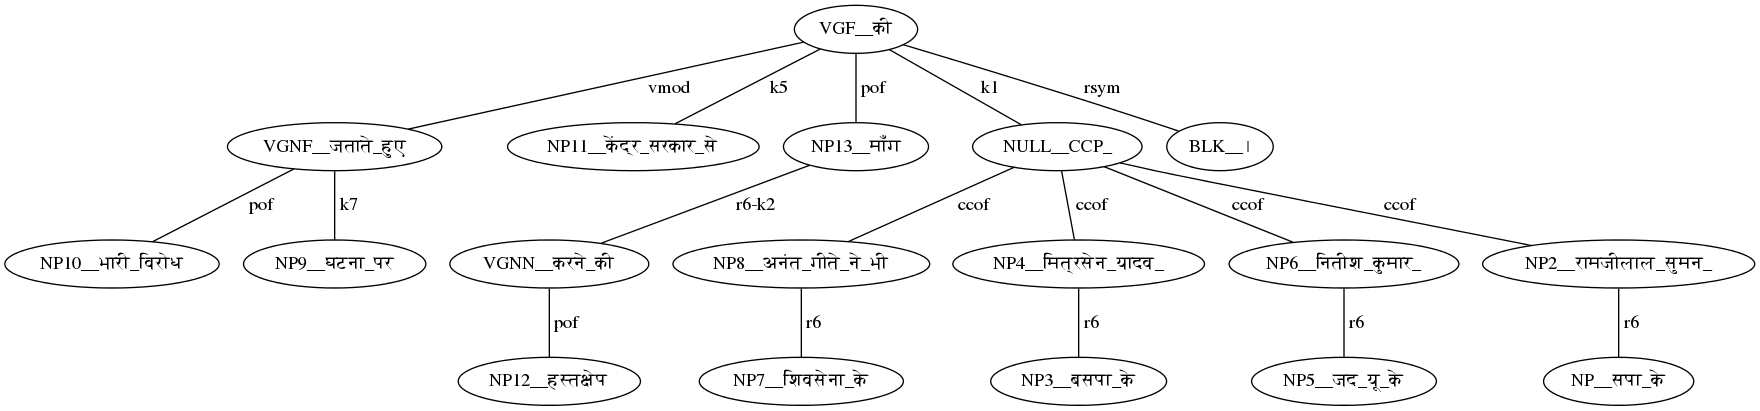 VGF__की
vmod k5 pof k1 rsym
VGNF__जताते_हुए NP11__केंद्र_सरकार_से NP13__माँग NULL__CCP_ BLK__।
pof k7 r6-k2 ccof ccof ccof ccof
NP10__भारी_विरोध NP9__घटना_पर VGNN__करने_की NP8__अनंत_गीते_ने_भी NP4__मित्रसेन_यादव_ NP6__नितीश_कुमार_ NP2__रामजीलाल_सुमन_
pof r6 r6 r6 r6
NP12__हस्तक्षेप NP7__शिवसेना_के NP3__बसपा_के NP5__जद_यू_के NP__सपा_के